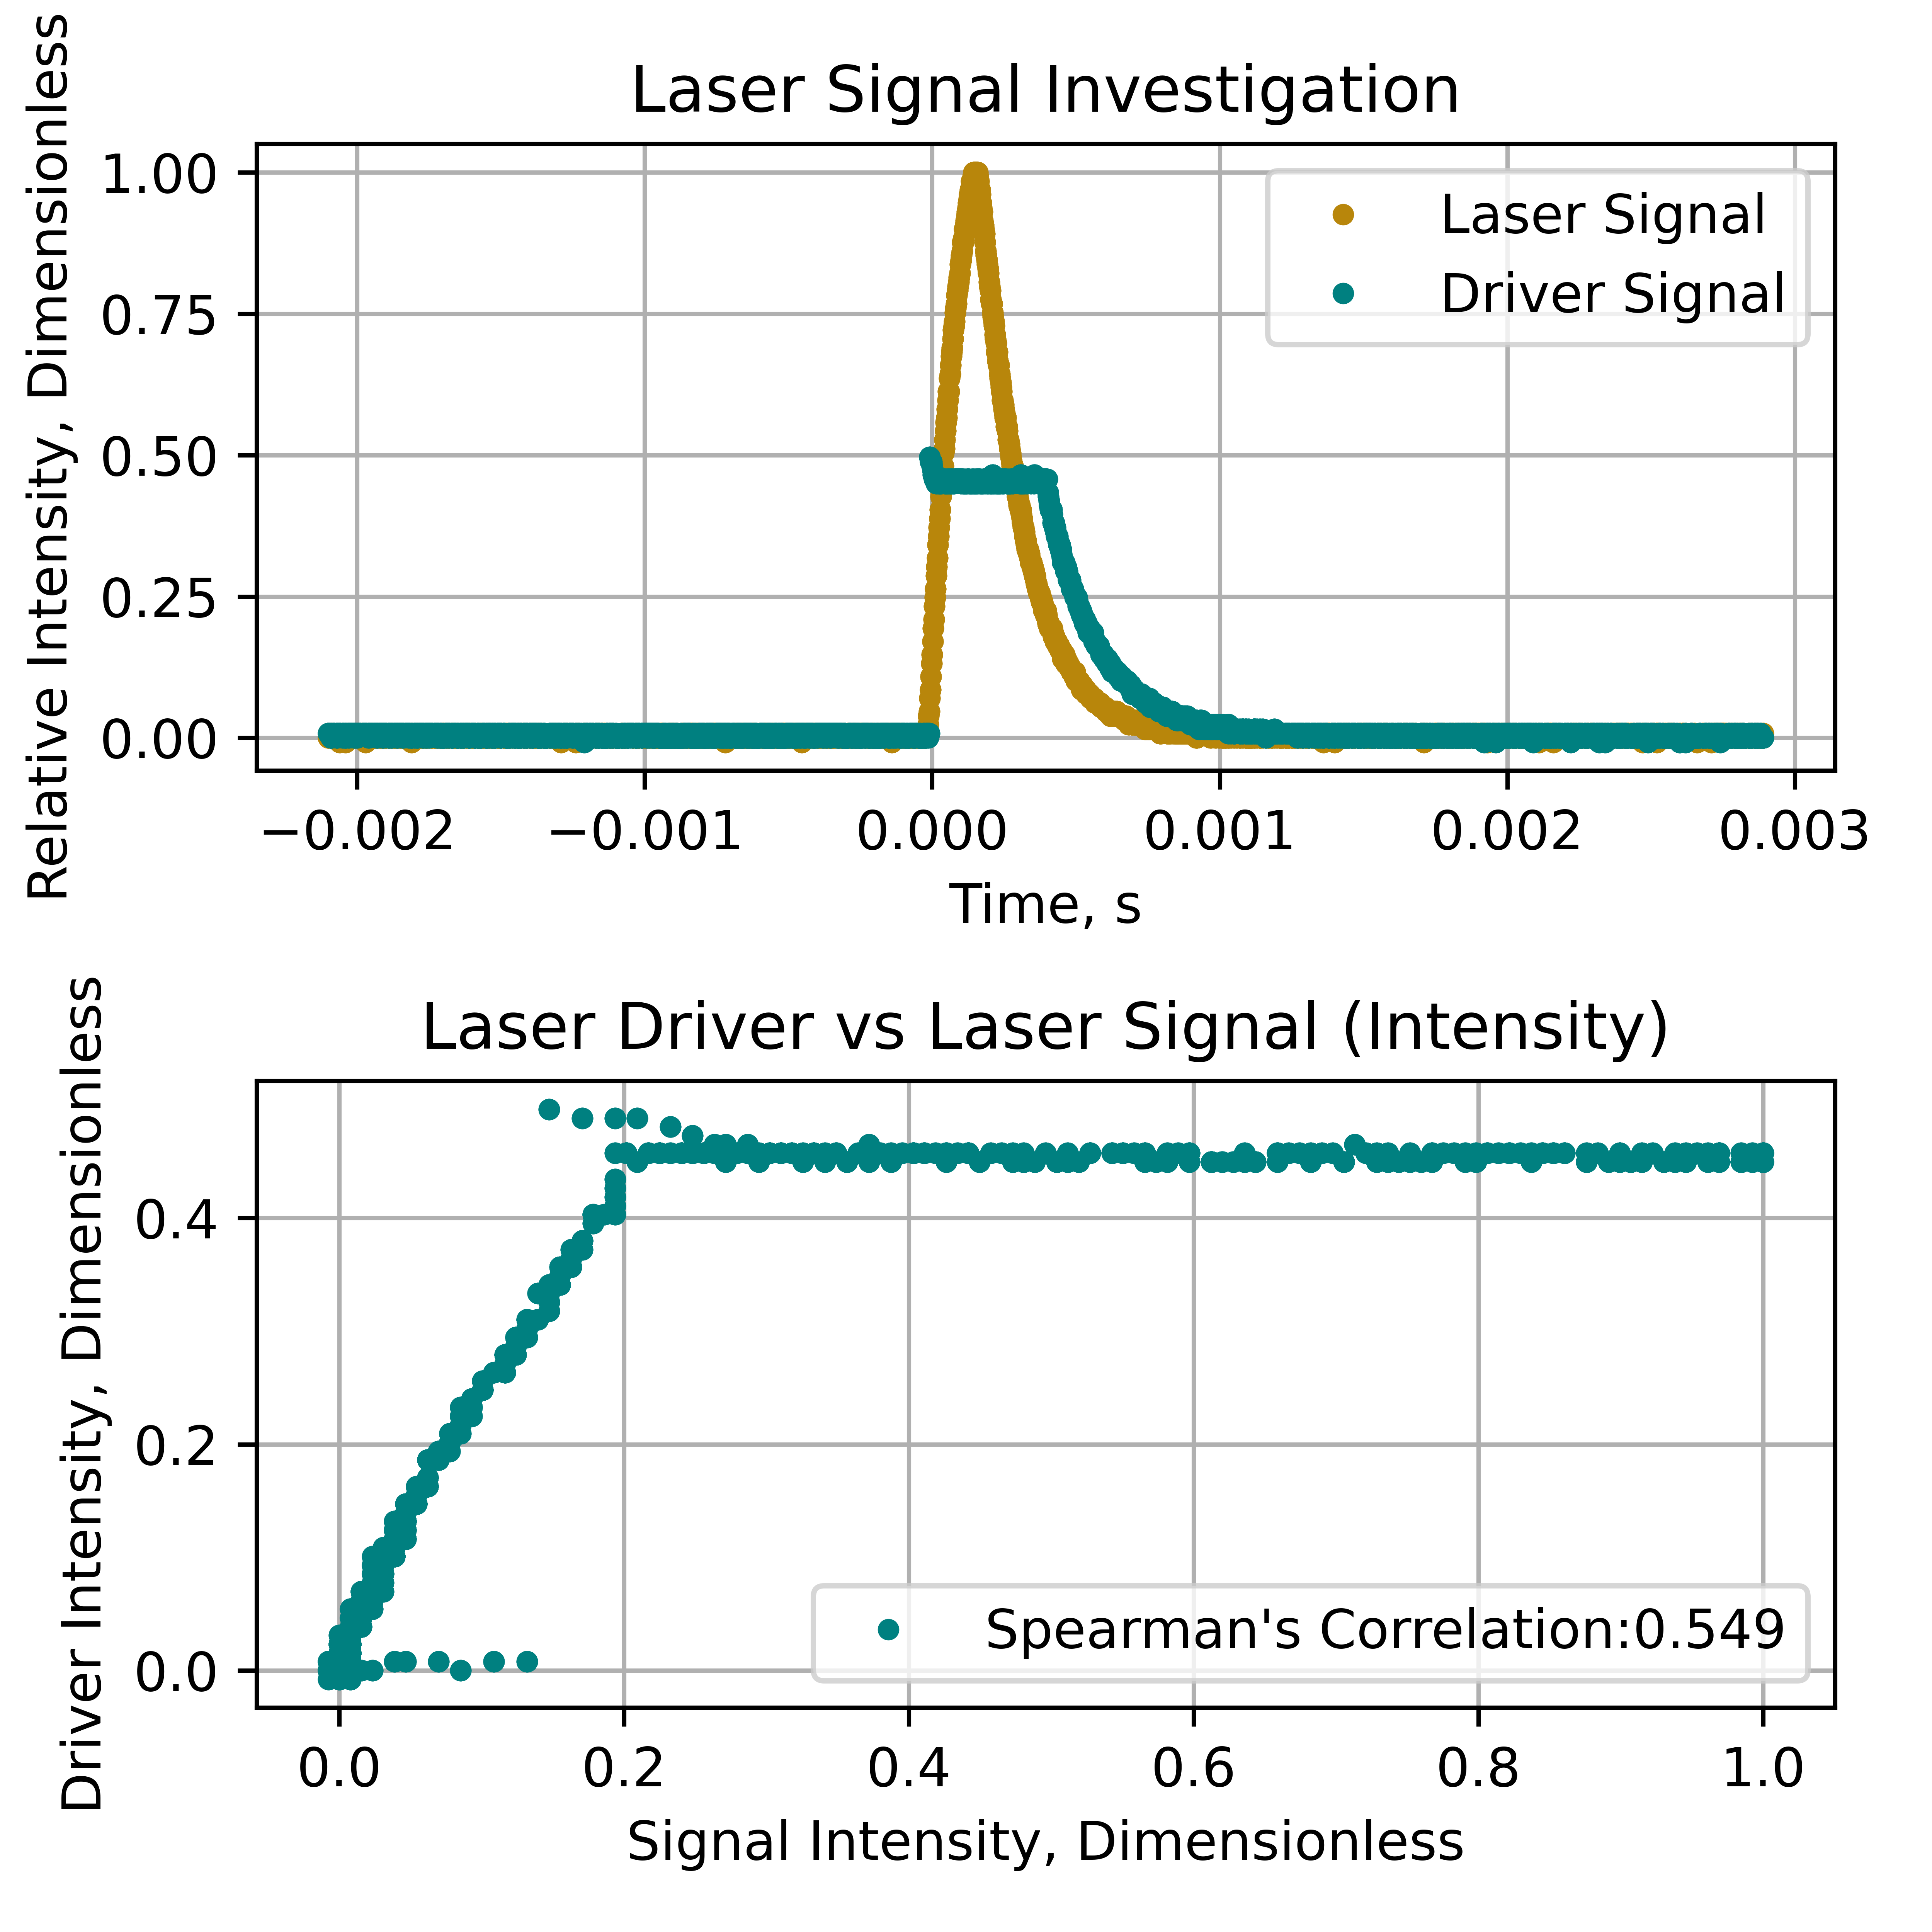 Laser Signal Investigation
Relative Intensity, Dimensionless
1.00
0.75
0.50
0.25
0.00
Laser Signal
Driver Signal
−0.002 −0.001 0.000 0.001 0.002 0.003
Time, s
Laser Driver vs Laser Signal (Intensity)
Driver Intensity, Dimensionless
0.4
0.2
0.0
Spearman's Correlation:0.549
0.0 0.2 0.4 0.6 0.8 1.0
Signal Intensity, Dimensionless